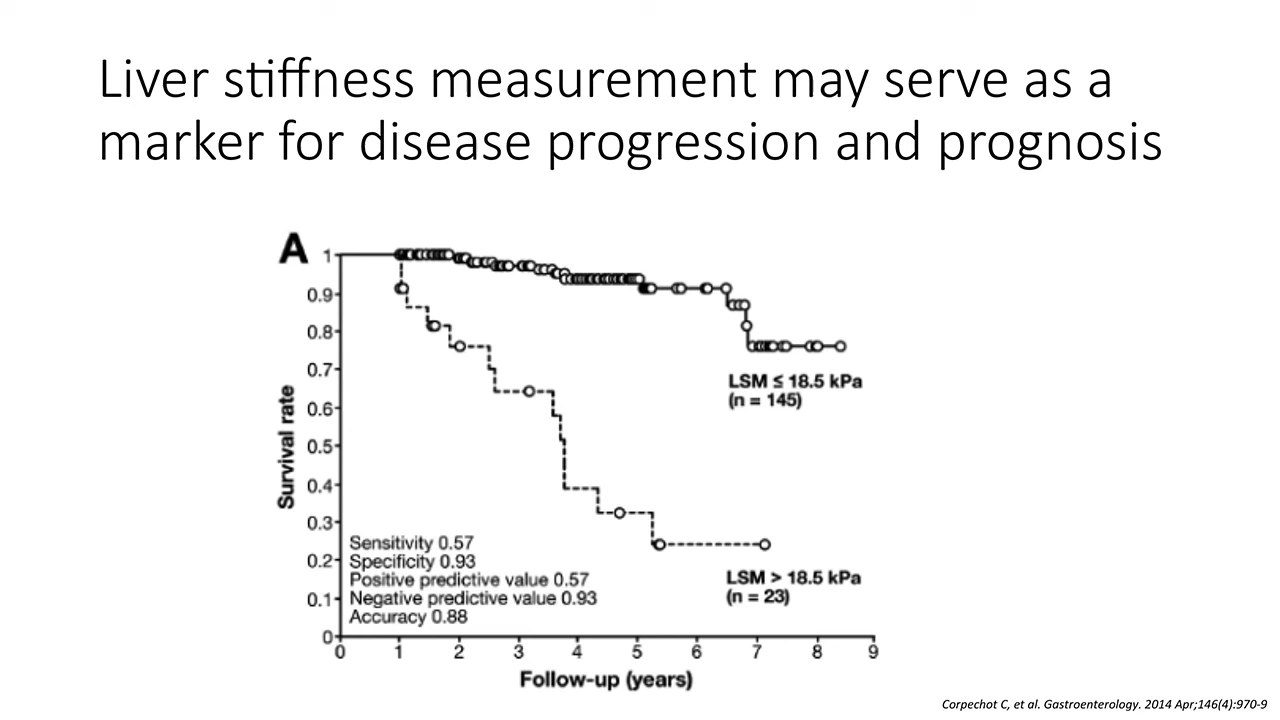 Liver stiffness measurement may serve as a
marker for disease progression and prognosis
A
1
0.9
0.8
0.7
0.6
0.5
0.4
0.3
0.2
0.1
0
Survival rate
LSM ≤ 18.5 kPa
(n = 145)
Sensitivity 0.57
Specificity 0.93
Positive predictive value 0.57
Negative predictive value 0.93
Accuracy 0.88
LSM > 18.5 kPa
(n = 23)
0 1 2 3 4 5 6 7 8 9
Follow-up (years)
Corpechot C, et al. Gastroenterology. 2014 Apr;146(4):970-9